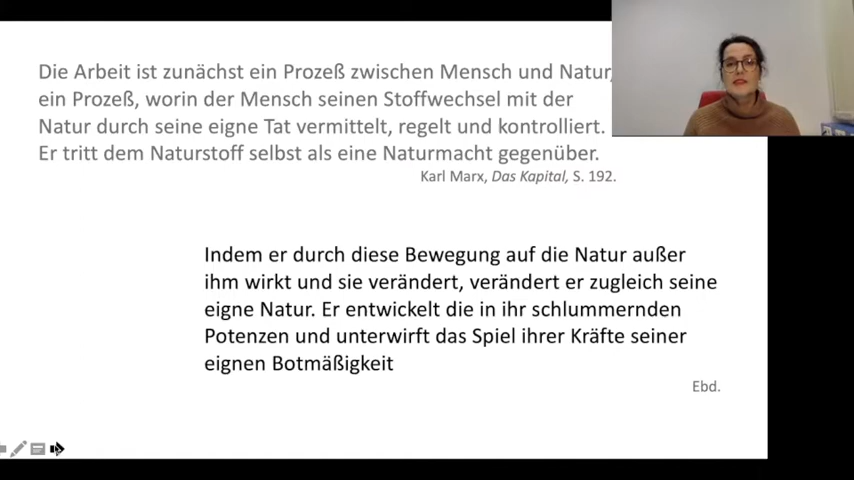 Die Arbeit ist zunächst ein Prozeß zwischen Mensch und Natur,
ein Prozeß, worin der Mensch seinen Stoffwechsel mit der
Natur durch seine eigne Tat vermittelt, regelt und kontrolliert.
Er tritt dem Naturstoff selbst als eine Naturmacht gegenüber.
Karl Marx, Das Kapital, S. 192.
Indem er durch diese Bewegung auf die Natur außer
ihm wirkt und sie verändert, verändert er zugleich seine
eigne Natur. Er entwickelt die in ihr schlummernden
Potenzen und unterwirft das Spiel ihrer Kräfte seiner
eignen Botmäßigkeit
Ebd.